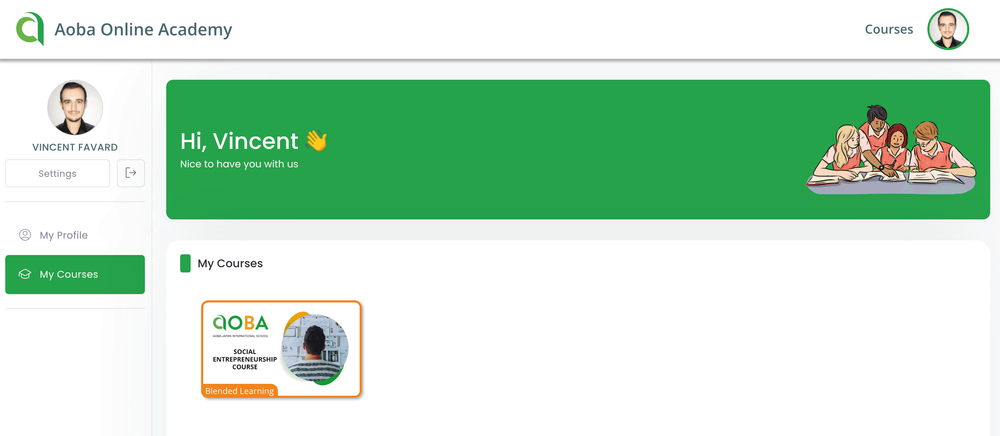 Aoba Online Academy
Courses
VINCENT FAVARD
Settings
My Profile
My Courses
Hi, Vincent 👋
Nice to have you with us
My Courses
AOBA
AOBA-JAPAN INTERNATIONAL SCHOOL
SOCIAL
ENTREPRENEURSHIP
COURSE
Blended Learning